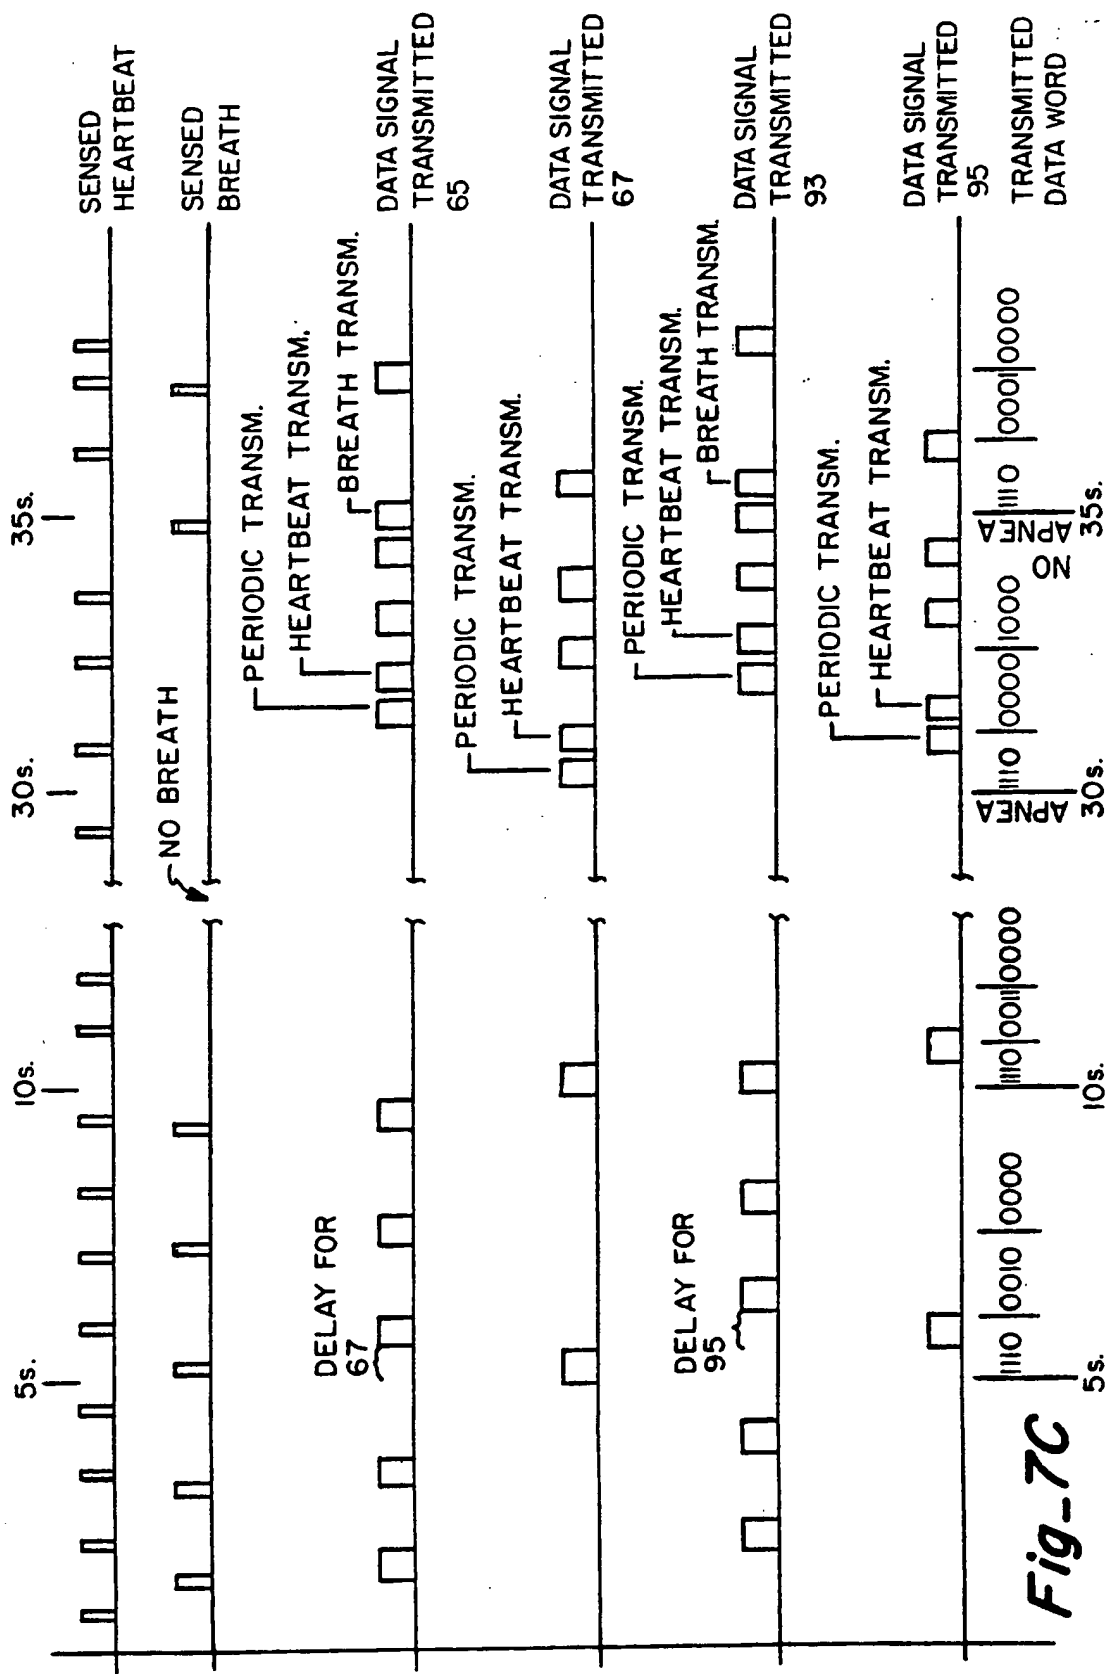 5s. 10s. 30s. 35s.
SENSED
HEARTBEAT
NO BREATH
SENSED
BREATH
PERIODIC TRANSM.
HEARTBEAT TRANSM.
BREATH TRANSM.
DELAY FOR
67
DATA SIGNAL
TRANSMITTED
65
PERIODIC TRANSM.
HEARTBEAT TRANSM.
DATA SIGNAL
TRANSMITTED
67
PERIODIC TRANSM.
HEARTBEAT TRANSM.
BREATH TRANSM.
DELAY FOR
95
DATA SIGNAL
TRANSMITTED
93
PERIODIC TRANSM.
HEARTBEAT TRANSM.
DATA SIGNAL
TRANSMITTED
95
1110 0010 0000 1110 0011 0000 APNEA 1110 0000 1000 NO APNEA 1110 0001 0000
TRANSMITTED
DATA WORD
5s. 10s. 30s. 35s.
Fig_7C